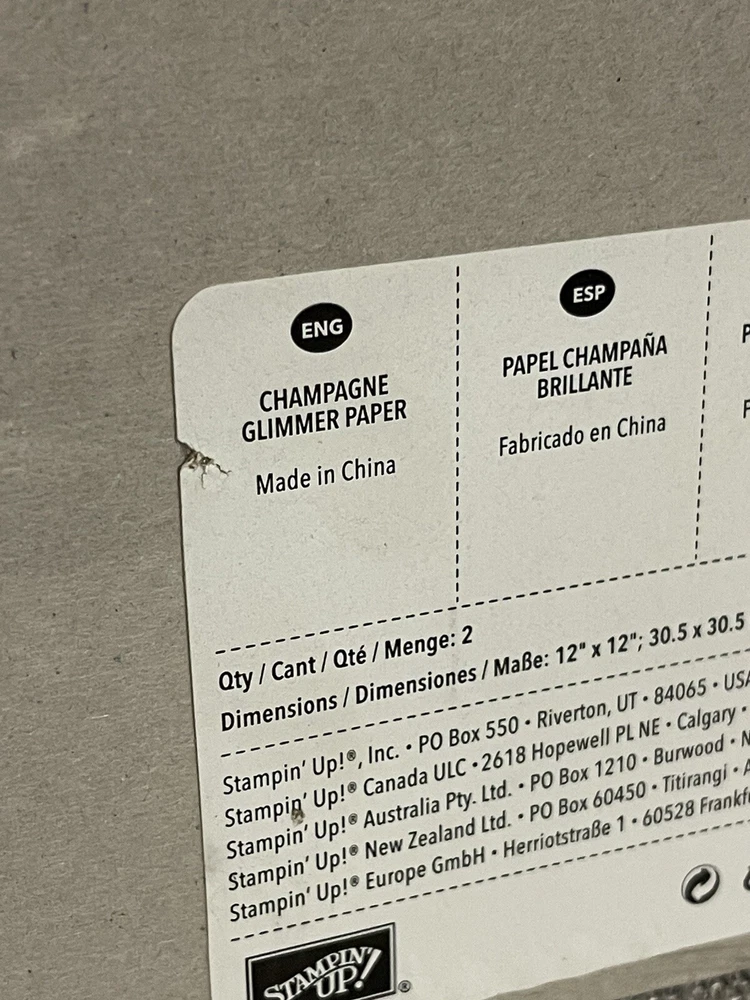 ENG
CHAMPAGNE
GLIMMER PAPER
Made in China
ESP
PAPEL CHAMPAÑA
BRILLANTE
Fabricado en China
P
F
Qty / Cant / Qté / Menge: 2
Dimensions / Dimensiones / Maße: 12" x 12"; 30.5 x 30.5
Stampin' Up!®, Inc. • PO Box 550 • Riverton, UT • 84065 • USA
Stampin' Up!® Canada ULC • 2618 Hopewell PL NE • Calgary •
Stampin' Up!® Australia Pty. Ltd. • PO Box 1210 • Burwood • N
Stampin' Up!® New Zealand Ltd. • PO Box 60450 • Titirangi • A
Stampin' Up!® Europe GmbH • Herriotstraße 1 • 60528 Frankfu
STAMPIN'
UP!®